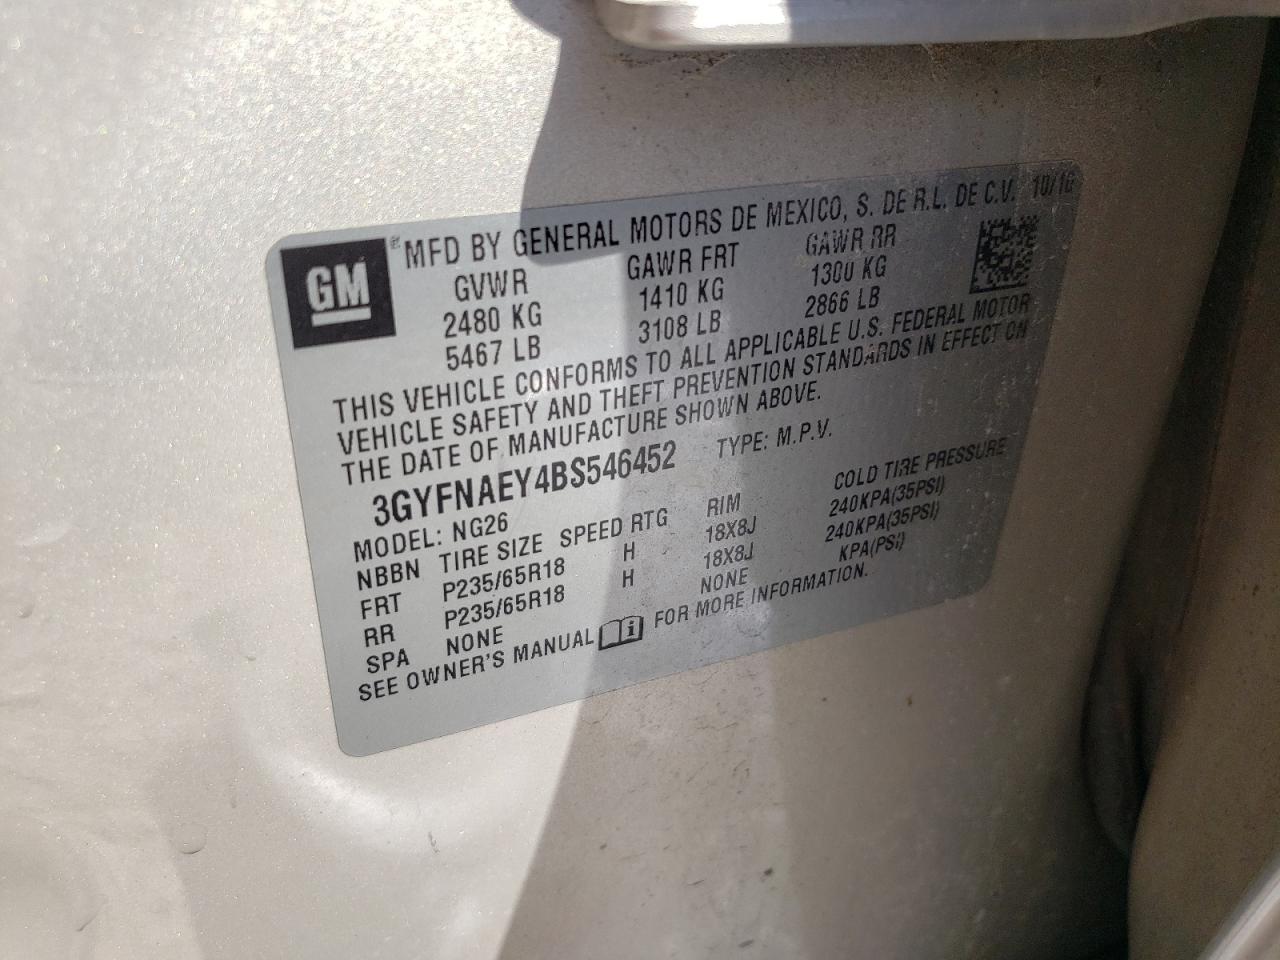 GM ® MFD BY GENERAL MOTORS DE MEXICO, S. DE R.L. DE C.V. 10/10
GVWR GAWR FRT GAWR RR
2480 KG 1410 KG 1300 KG
5467 LB 3108 LB 2866 LB
THIS VEHICLE CONFORMS TO ALL APPLICABLE U.S. FEDERAL MOTOR
VEHICLE SAFETY AND THEFT PREVENTION STANDARDS IN EFFECT ON
THE DATE OF MANUFACTURE SHOWN ABOVE.
3GYFNAEY4BS546452 TYPE: M.P.V.
MODEL: NG26
NBBN TIRE SIZE SPEED RTG RIM COLD TIRE PRESSURE
FRT P235/65R18 H 18X8J 240KPA(35PSI)
RR P235/65R18 H 18X8J 240KPA(35PSI)
SPA NONE NONE KPA(PSI)
SEE OWNER'S MANUAL FOR MORE INFORMATION.